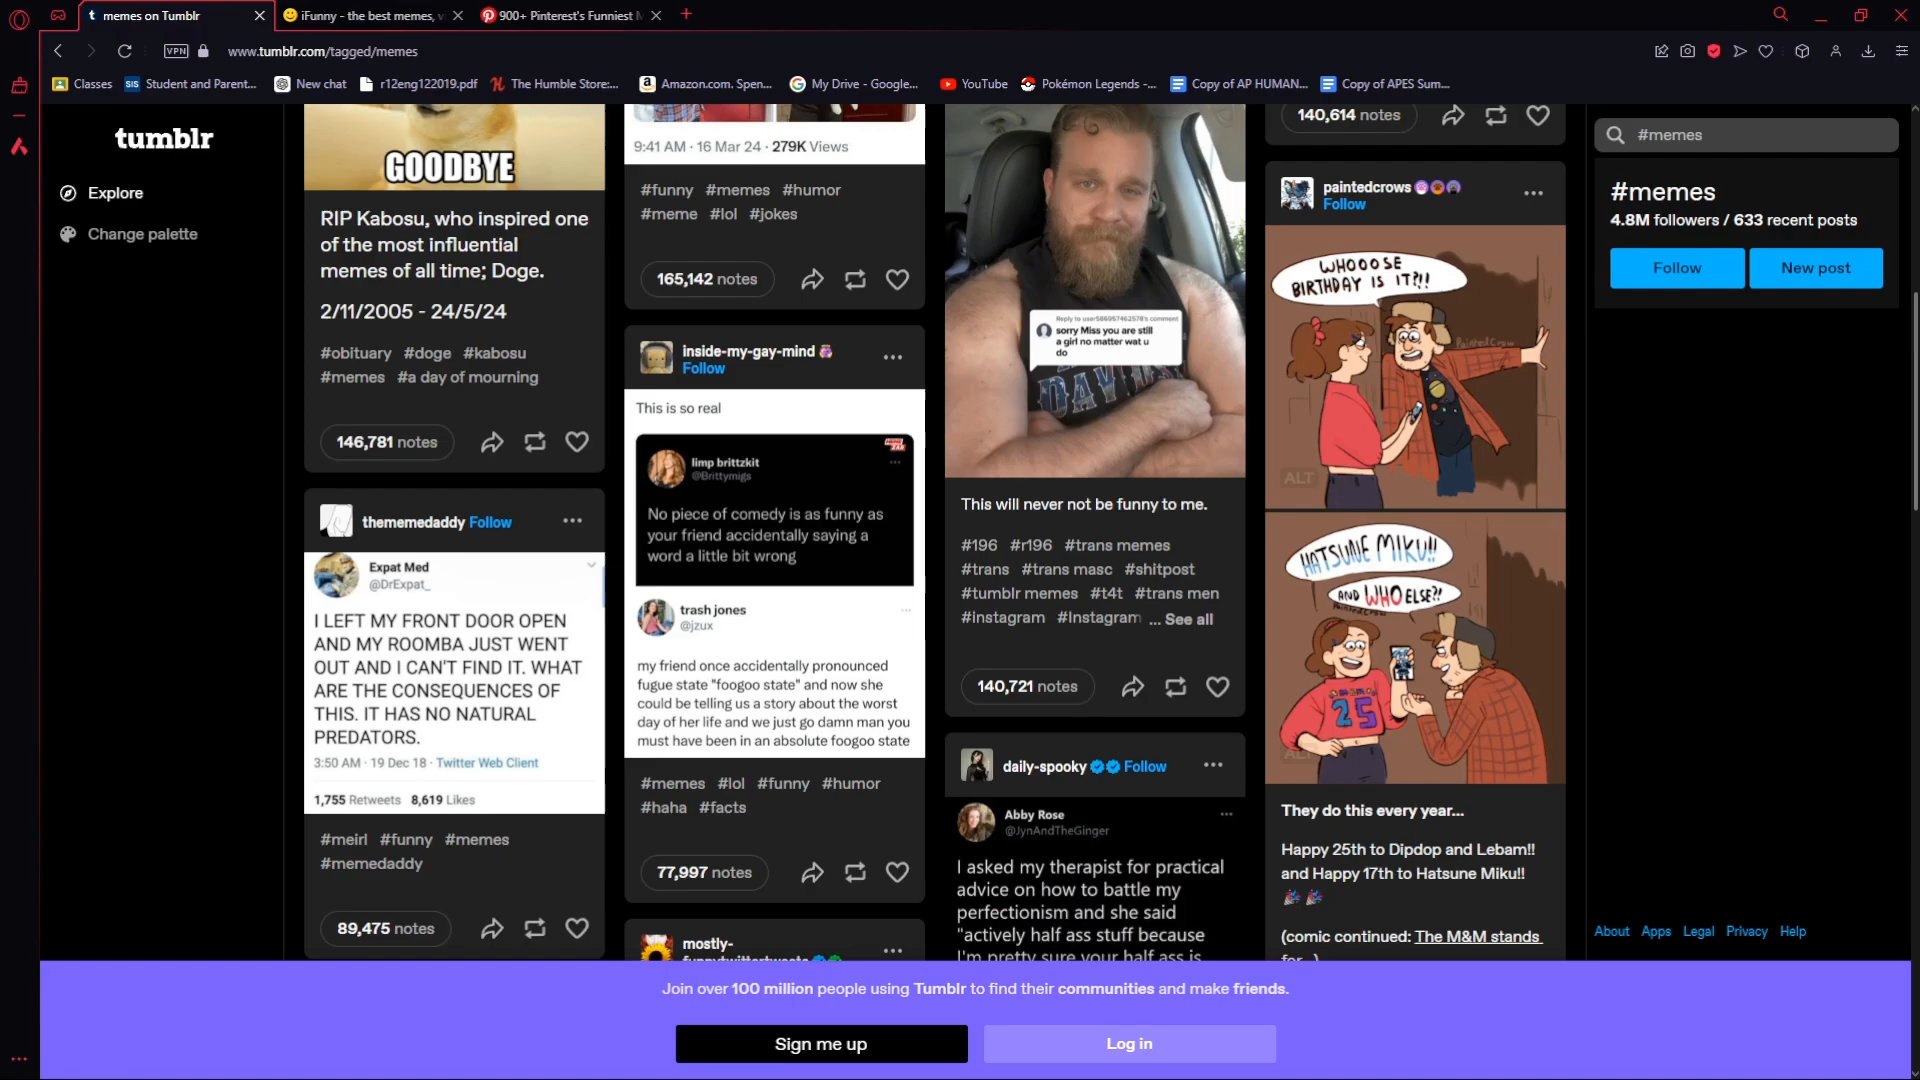 memes on Tumblr
iFunny - the best memes, v
900+ Pinterest's Funniest M
VPN
www.tumblr.com/tagged/memes
Classes
SIS Student and Parent...
New chat
r12eng122019.pdf
The Humble Store:...
Amazon.com. Spen...
My Drive - Google...
YouTube
Pokémon Legends -...
Copy of AP HUMAN...
Copy of APES Sum...
tumblr
Explore
Change palette
GOODBYE
RIP Kabosu, who inspired one
of the most influential
memes of all time; Doge.
2/11/2005 - 24/5/24
#obituary #doge #kabosu
#memes #a day of mourning
146,781 notes
thememedaddy Follow
Expat Med
@DrExpat_
I LEFT MY FRONT DOOR OPEN
AND MY ROOMBA JUST WENT
OUT AND I CAN'T FIND IT. WHAT
ARE THE CONSEQUENCES OF
THIS. IT HAS NO NATURAL
PREDATORS.
3:50 AM · 19 Dec 18 · Twitter Web Client
1,755 Retweets 8,619 Likes
#meirl #funny #memes
#memedaddy
89,475 notes
9:41 AM · 16 Mar 24 · 279K Views
#funny #memes #humor
#meme #lol #jokes
165,142 notes
inside-my-gay-mind
Follow
This is so real
limp brittzkit
@Brittymigs
No piece of comedy is as funny as
your friend accidentally saying a
word a little bit wrong
trash jones
@jzux
my friend once accidentally pronounced
fugue state "foogoo state" and now she
could be telling us a story about the worst
day of her life and we just go damn man you
must have been in an absolute foogoo state
#memes #lol #funny #humor
#haha #facts
77,997 notes
mostly-
funnytwittertweets
Reply to user586957462578's comment
sorry Miss you are still
a girl no matter wat u
do
This will never not be funny to me.
#196 #r196 #trans memes
#trans #trans masc #shitpost
#tumblr memes #t4t #trans men
#instagram #Instagram ... See all
140,721 notes
daily-spooky Follow
Abby Rose
@JynAndTheGinger
I asked my therapist for practical
advice on how to battle my
perfectionism and she said
"actively half ass stuff because
I'm pretty sure your half ass is
140,614 notes
paintedcrows
Follow
WHOOOSE
BIRTHDAY IS IT?!!
PaintedCrow
ALT
HATSUNE MIKU!!
AND WHO ELSE?!
PaintedCrow
25
ALT
They do this every year...
Happy 25th to Dipdop and Lebam!!
and Happy 17th to Hatsune Miku!!
(comic continued: The M&M stands
for...)
#memes
#memes
4.8M followers / 633 recent posts
Follow
New post
About Apps Legal Privacy Help
Join over 100 million people using Tumblr to find their communities and make friends.
Sign me up
Log in